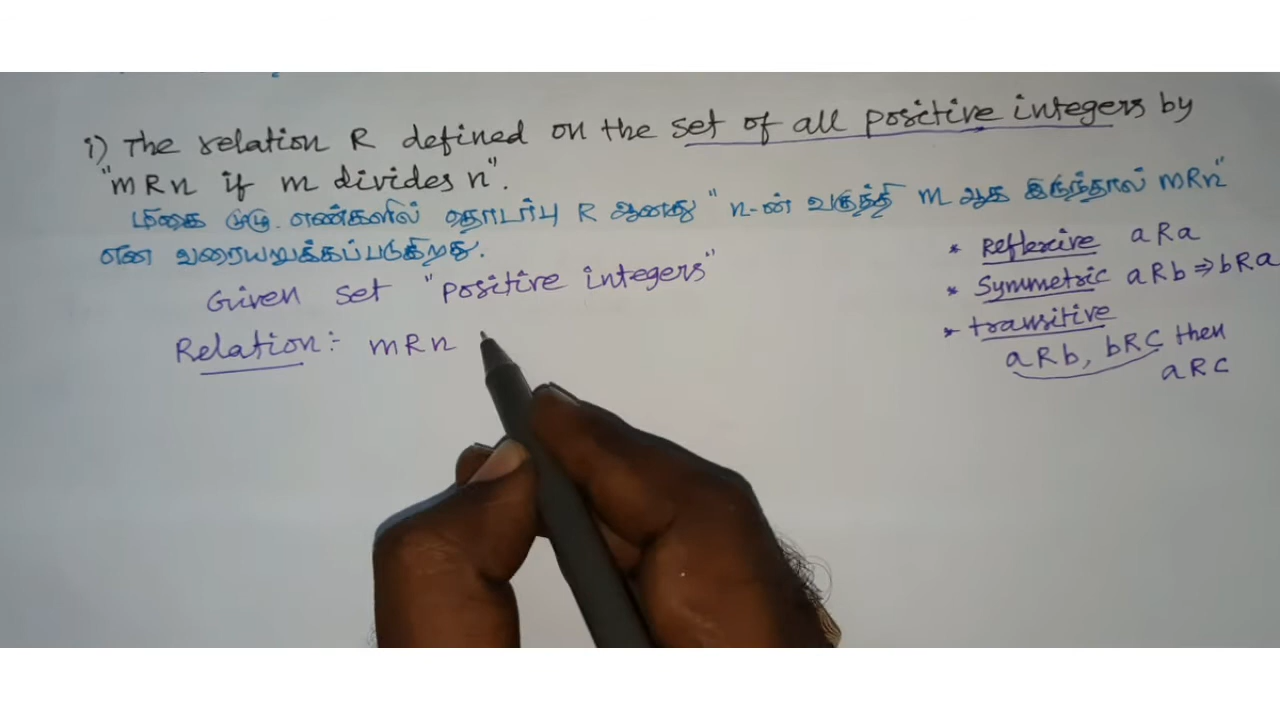 i) The relation R defined on the set of all positive integers by
"mRn if m divides n".
மிகை முழு எண்களில் தொடர்பு R ஆனது " n-ன் வகுத்தி m ஆக இருந்தால் mRn"
என வரையறுக்கப்படுகிறது.
Given set "positive integers"
Relation:- mRn
* Reflexive aRa
* Symmetric aRb ⇒ bRa
* transitive
aRb, bRc then
aRc